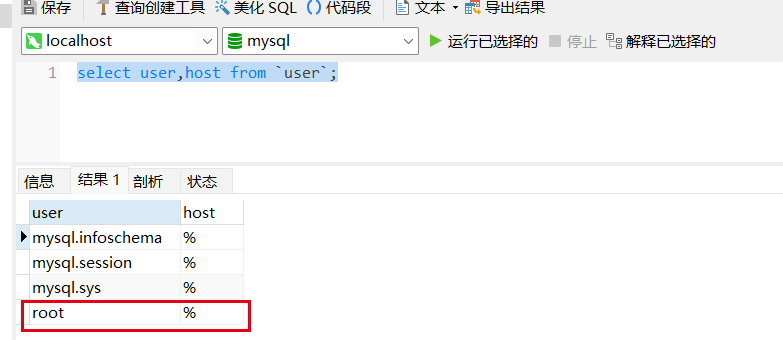 保存 查询创建工具 美化 SQL () 代码段 文本 导出结果
localhost mysql 运行已选择的 停止 解释已选择的
1 select user,host from `user`;
信息 结果 1 剖析 状态
user host
mysql.infoschema %
mysql.session %
mysql.sys %
root %